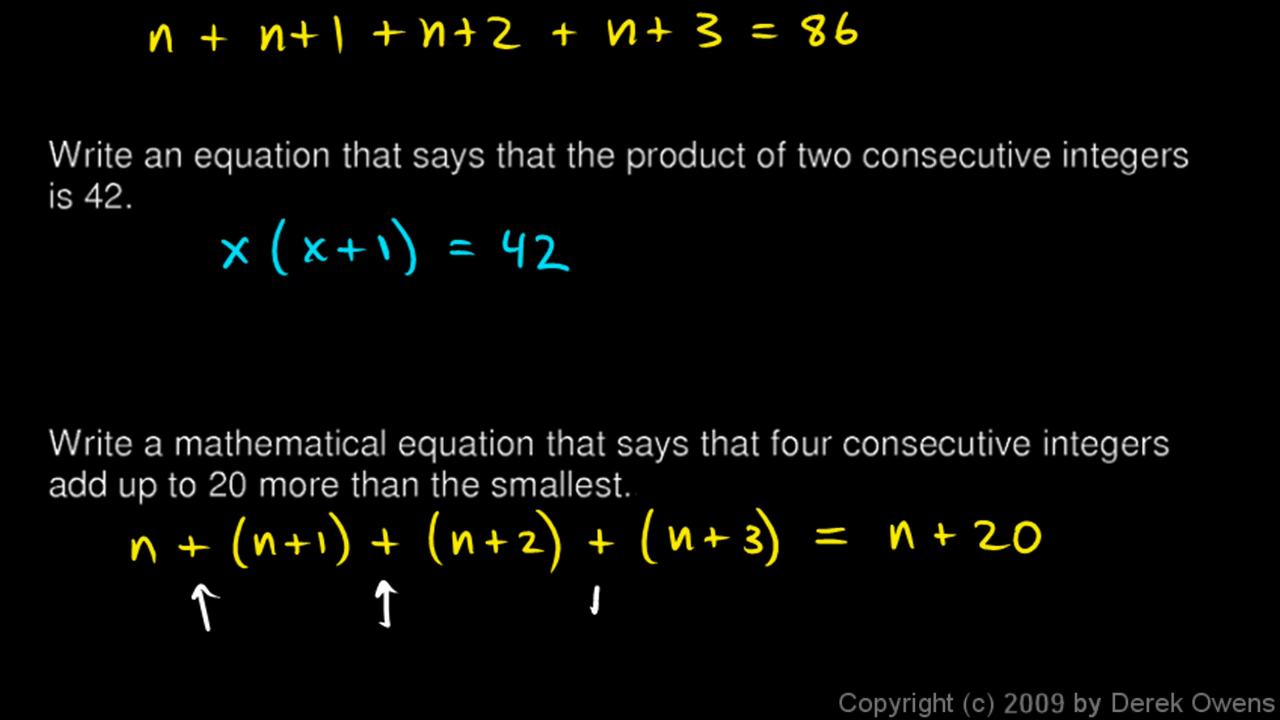 n + n+1 + n+2 + n+3 = 86
Write an equation that says that the product of two consecutive integers
is 42.
x (x+1) = 42
Write a mathematical equation that says that four consecutive integers
add up to 20 more than the smallest.
n + (n+1) + (n+2) + (n+3) = n + 20
Copyright (c) 2009 by Derek Owens